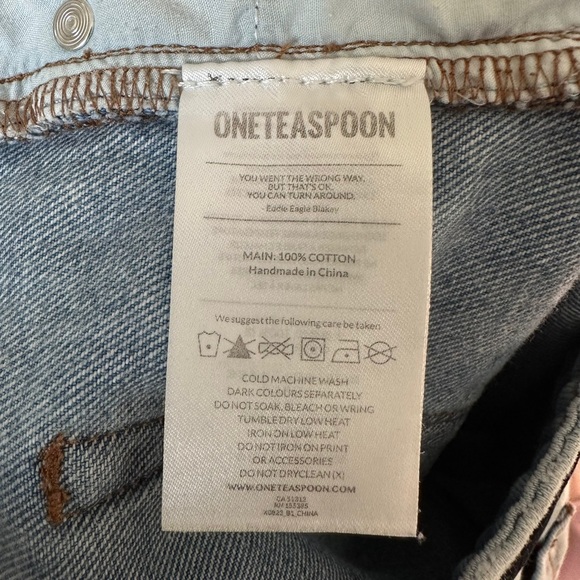 ONETEASPOON
YOU WENT THE WRONG WAY.
BUT THAT'S OK.
YOU CAN TURN AROUND.
- Eddie Eagle Blakey
MAIN: 100% COTTON
Handmade in China
We suggest the following care be taken
COLD MACHINE WASH
DARK COLOURS SEPARATELY
DO NOT SOAK, BLEACH OR WRING
TUMBLE DRY LOW HEAT
IRON ON LOW HEAT
DO NOT IRON ON PRINT
OR ACCESSORIES
DO NOT DRYCLEAN (X)
WWW.ONETEASPOON.COM